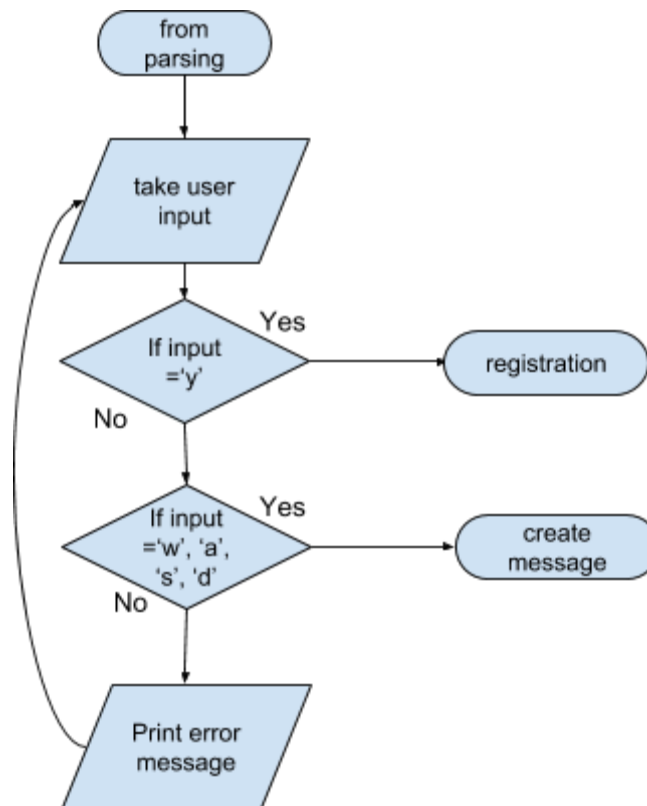 from
parsing
take user
input
If input
=‘y’
Yes
registration
No
If input
=‘w’, ‘a’,
‘s’, ‘d’
Yes
create
message
No
Print error
message